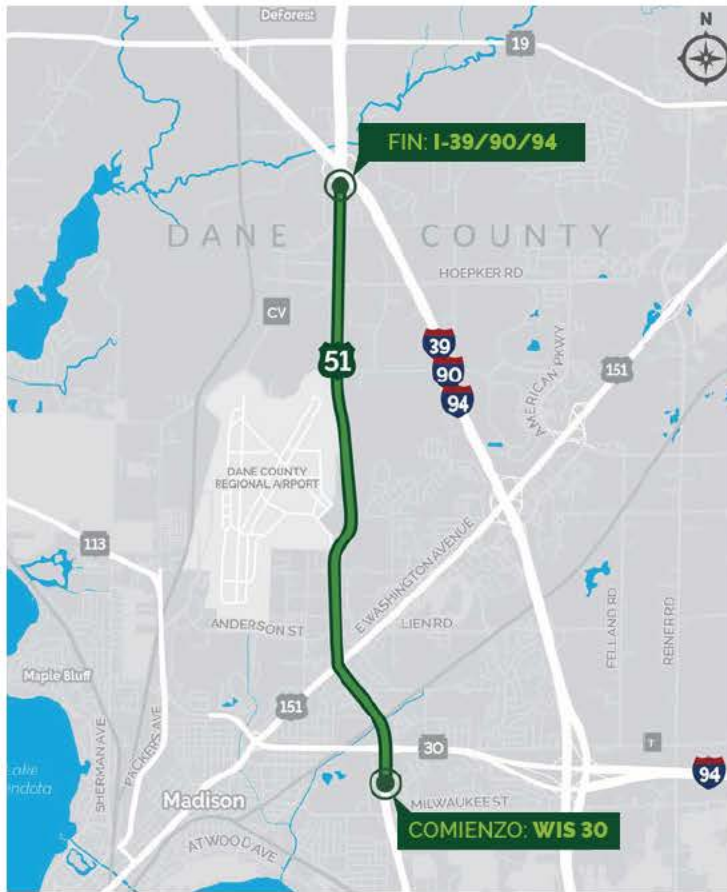 DeForest
19
N
FIN: I-39/90/94
DANE COUNTY
HOEPKER RD
CV
39
90
94
51
151
AMERICAN PKWY
DANE COUNTY
REGIONAL AIRPORT
113
E WASHINGTON AVENUE
FELLAND RD
REINER RD
ANDERSON ST
LIEN RD
Maple Bluff
151
SHERMAN AVE
PACKERS AVE
30
T
94
Lake
endota
Madison
MILWAUKEE ST
ATWOOD AVE
COMIENZO: WIS 30